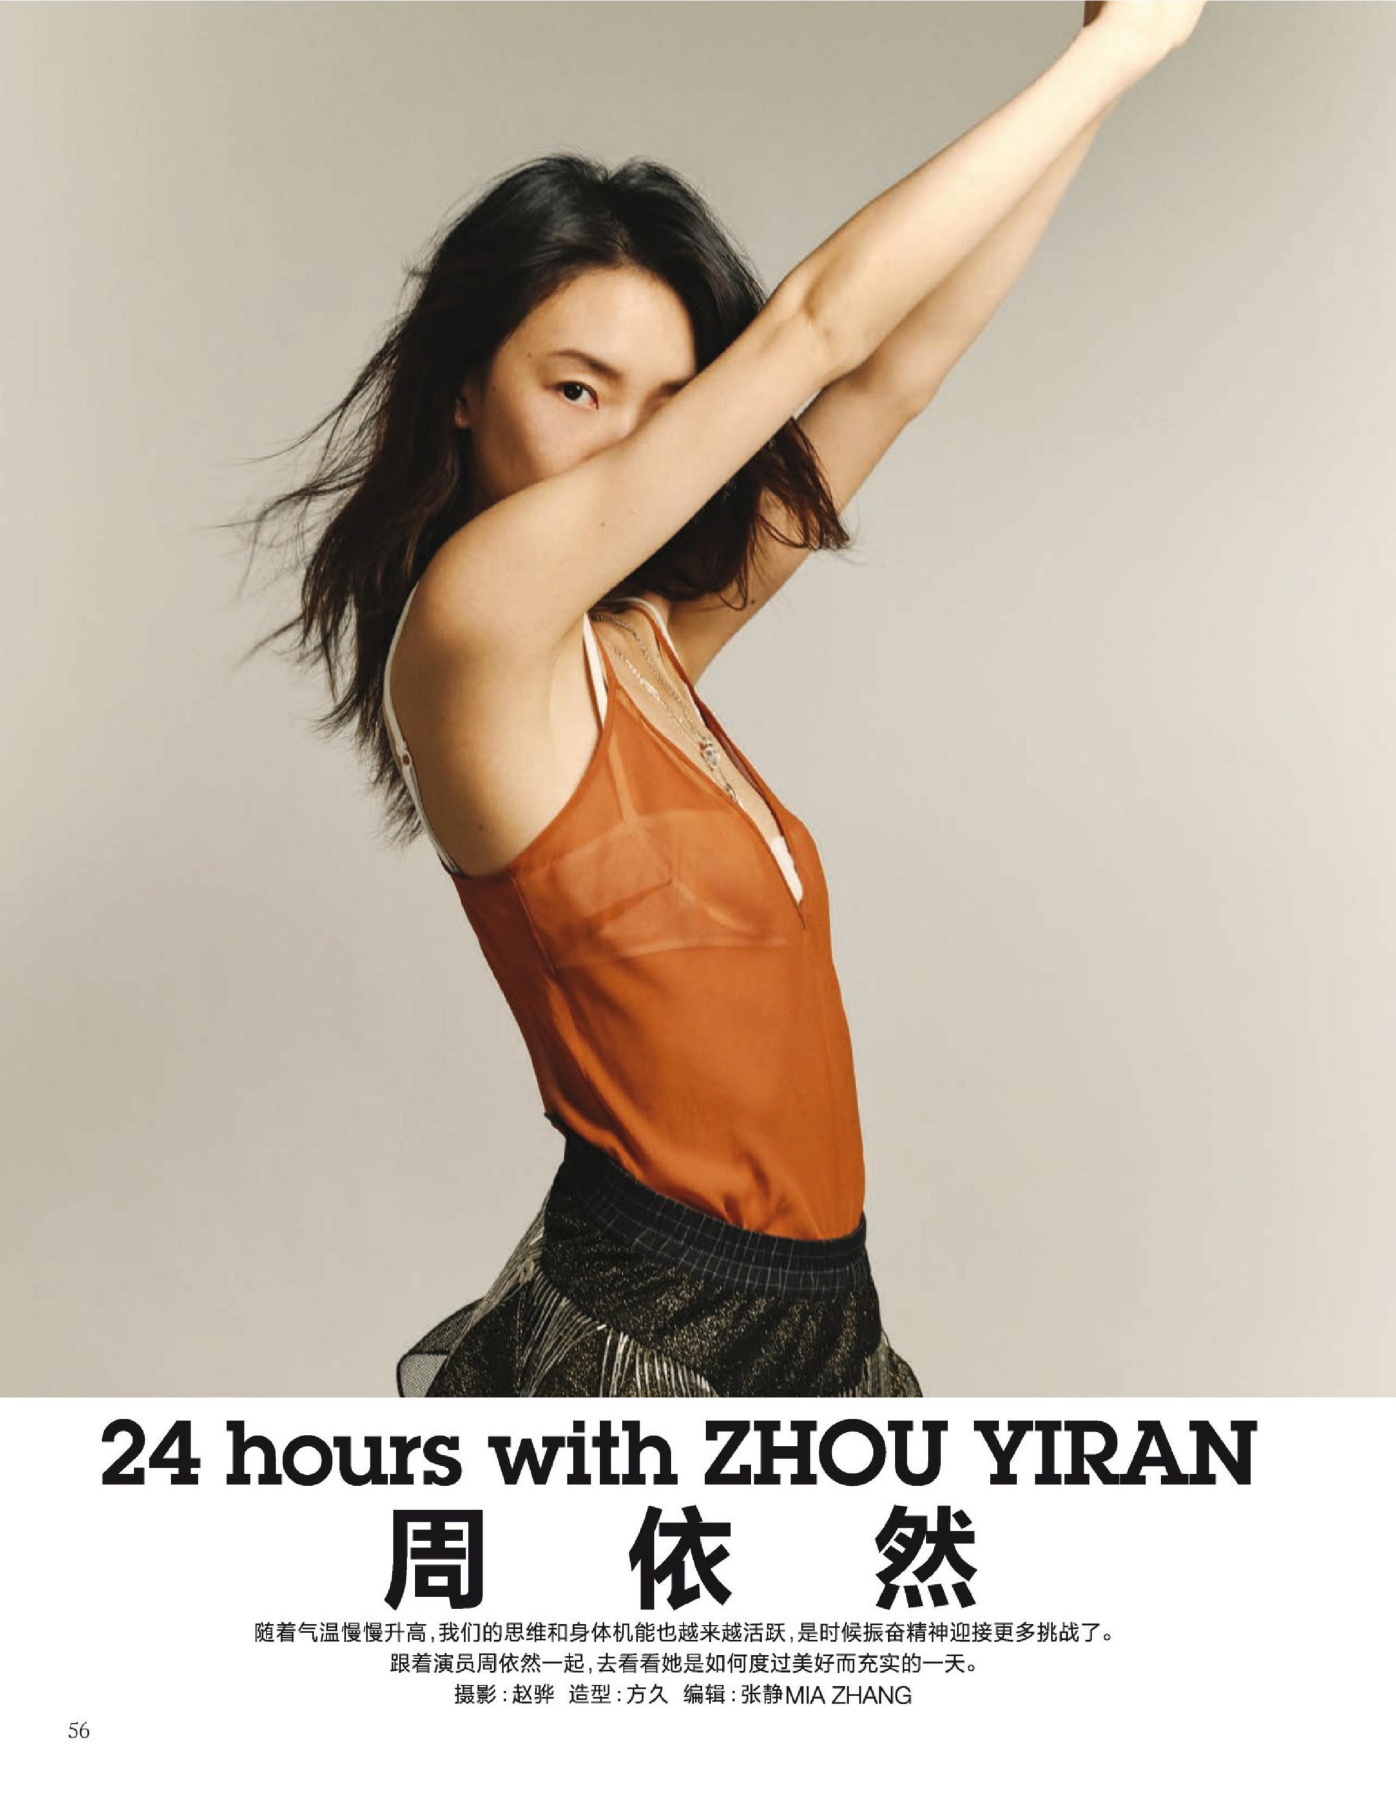 24 hours with ZHOU YIRAN
周依然
随着气温慢慢升高,我们的思维和身体机能也越来越活跃,是时候振奋精神迎接更多挑战了。
跟着演员周依然一起,去看看她是如何度过美好而充实的一天。
摄影:赵骅 造型:方久 编辑:张静MIA ZHANG
56